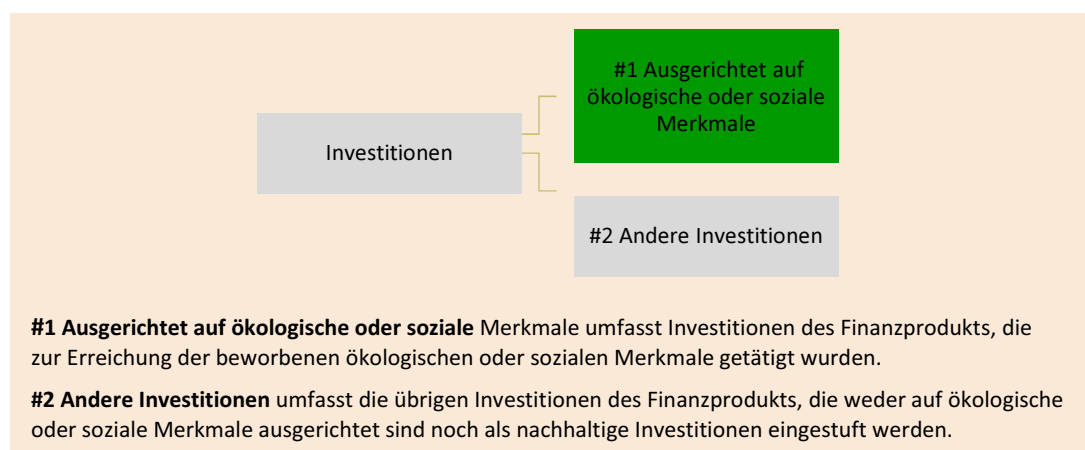 #1 Ausgerichtet auf
ökologische oder soziale
Merkmale
Investitionen
#2 Andere Investitionen
#1 Ausgerichtet auf ökologische oder soziale Merkmale umfasst Investitionen des Finanzprodukts, die
zur Erreichung der beworbenen ökologischen oder sozialen Merkmale getätigt wurden.
#2 Andere Investitionen umfasst die übrigen Investitionen des Finanzprodukts, die weder auf ökologische
oder soziale Merkmale ausgerichtet sind noch als nachhaltige Investitionen eingestuft werden.